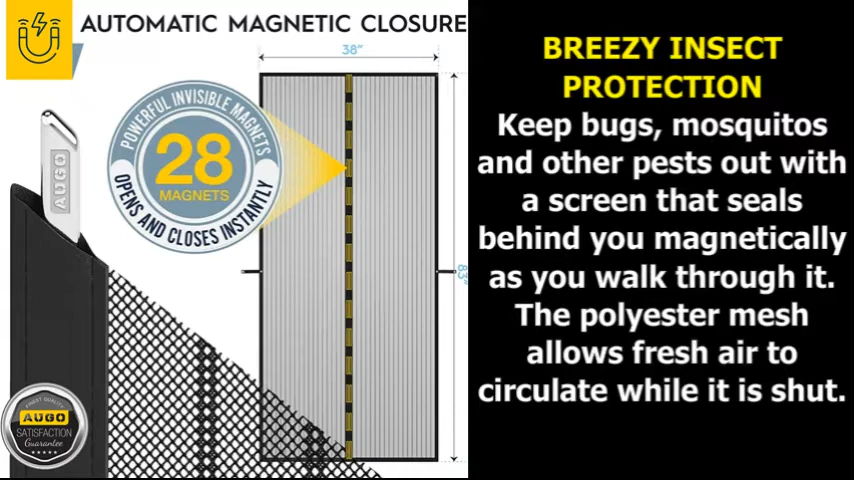 AUTOMATIC MAGNETIC CLOSURE
38"
POWERFUL INVISIBLE MAGNETS
28
MAGNETS
OPENS AND CLOSES INSTANTLY
AUGO
83"
FINEST QUALITY
AUGO
SATISFACTION
Guarantee
BREEZY INSECT
PROTECTION
Keep bugs, mosquitos
and other pests out with
a screen that seals
behind you magnetically
as you walk through it.
The polyester mesh
allows fresh air to
circulate while it is shut.